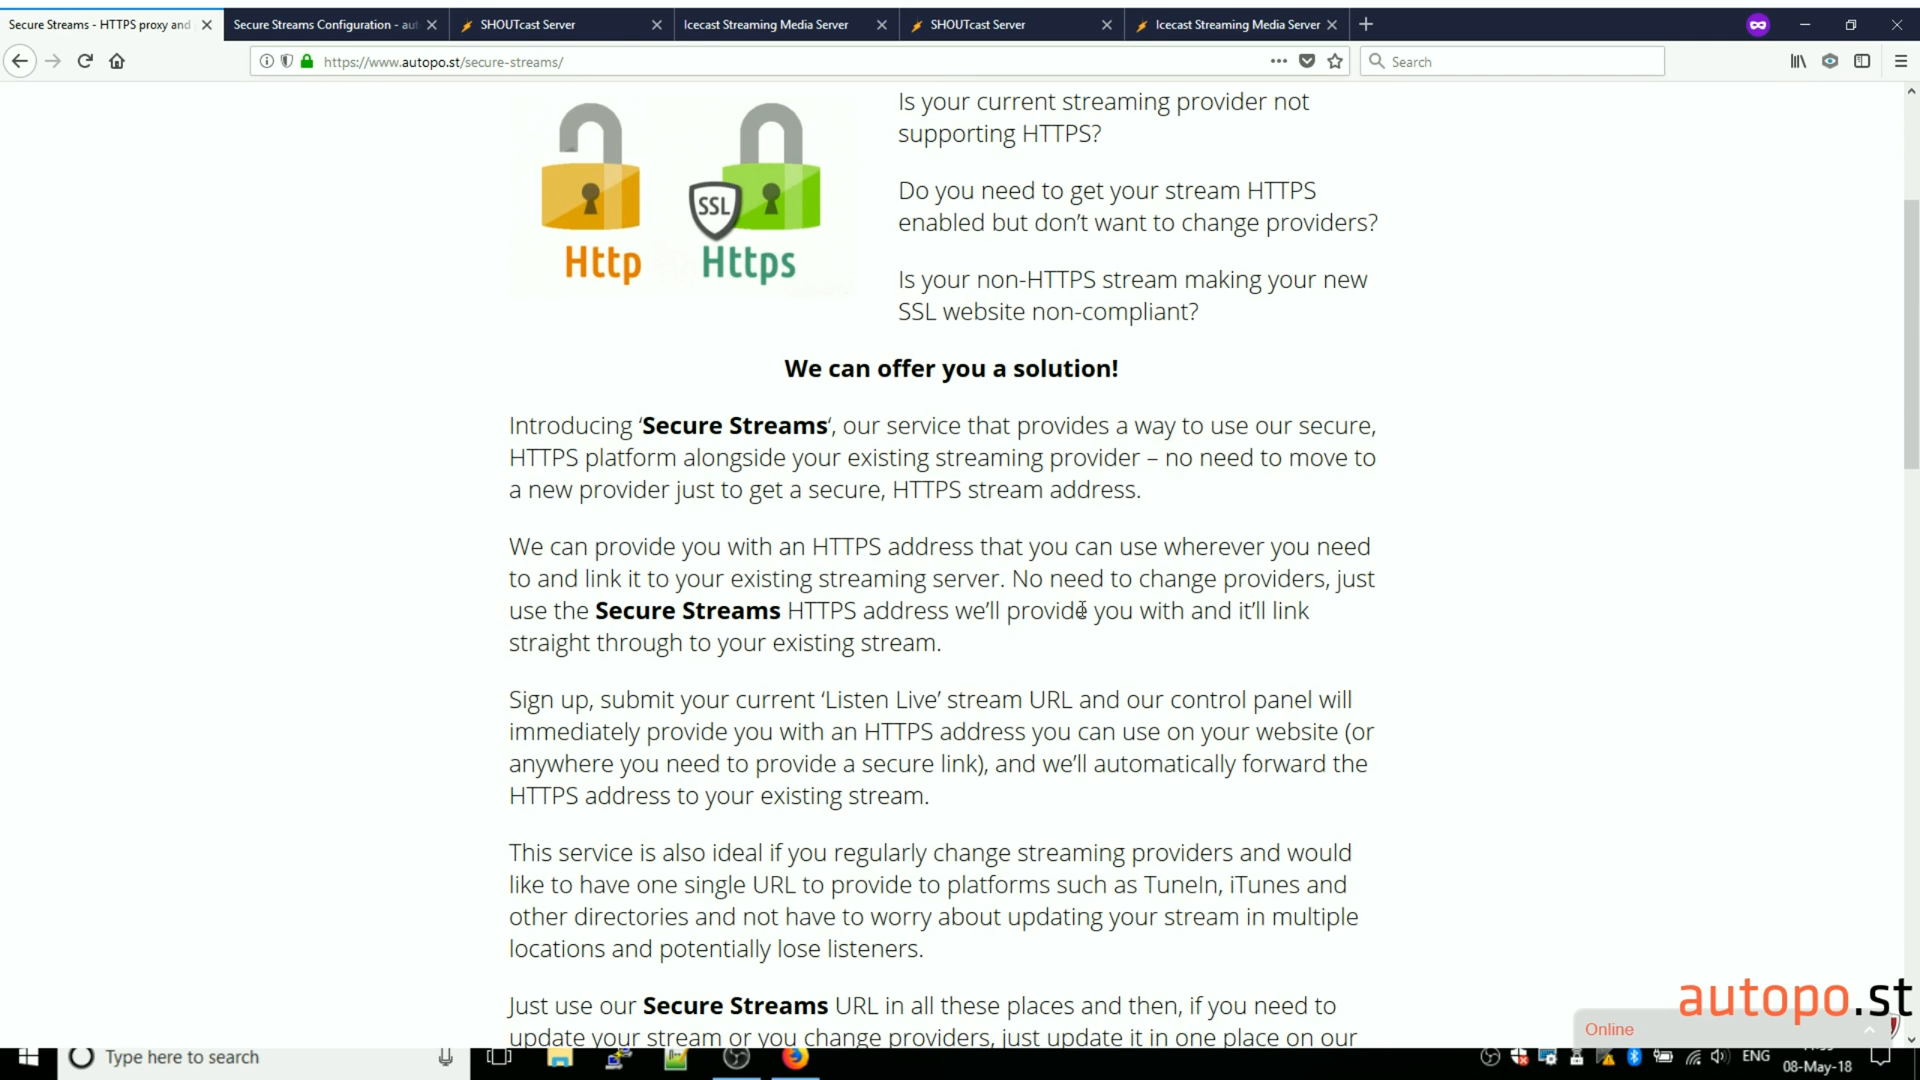 Secure Streams - HTTPS proxy and
Secure Streams Configuration - aut
SHOUTcast Server
Icecast Streaming Media Server
SHOUTcast Server
Icecast Streaming Media Server
https://www.autopo.st/secure-streams/
Search
Is your current streaming provider not
supporting HTTPS?
Do you need to get your stream HTTPS
enabled but don’t want to change providers?
Is your non-HTTPS stream making your new
SSL website non-compliant?
SSL
Http
Https
We can offer you a solution!
Introducing ‘Secure Streams‘, our service that provides a way to use our secure,
HTTPS platform alongside your existing streaming provider – no need to move to
a new provider just to get a secure, HTTPS stream address.
We can provide you with an HTTPS address that you can use wherever you need
to and link it to your existing streaming server. No need to change providers, just
use the Secure Streams HTTPS address we’ll provide you with and it’ll link
straight through to your existing stream.
Sign up, submit your current ‘Listen Live’ stream URL and our control panel will
immediately provide you with an HTTPS address you can use on your website (or
anywhere you need to provide a secure link), and we’ll automatically forward the
HTTPS address to your existing stream.
This service is also ideal if you regularly change streaming providers and would
like to have one single URL to provide to platforms such as TuneIn, iTunes and
other directories and not have to worry about updating your stream in multiple
locations and potentially lose listeners.
Just use our Secure Streams URL in all these places and then, if you need to
update your stream or you change providers, just update it in one place on our
autopo.st
Online
Type here to search
ENG
08-May-18